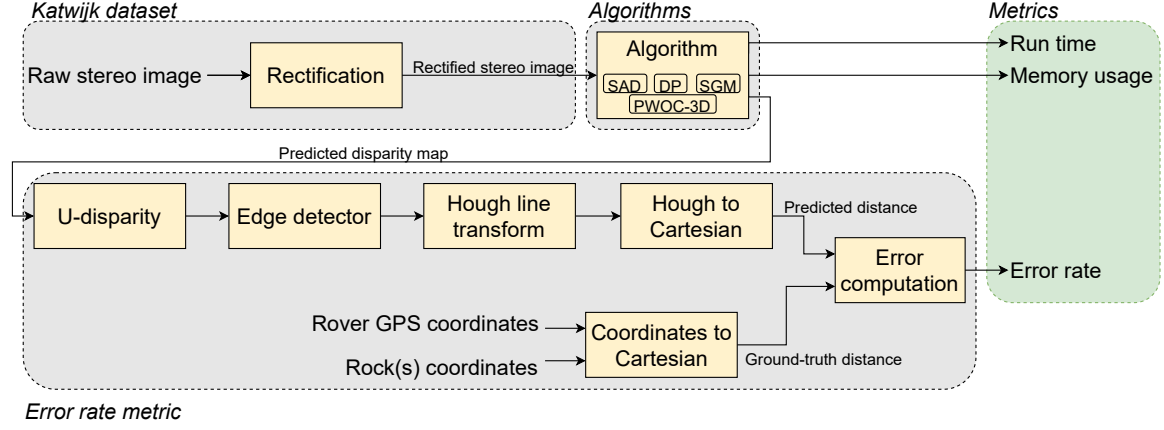 Katwijk dataset
Algorithms
Metrics
Raw stereo image
Rectification
Rectified stereo image
Algorithm
SAD
DP
SGM
PWOC-3D
Run time
Memory usage
Predicted disparity map
U-disparity
Edge detector
Hough line
transform
Hough to
Cartesian
Predicted distance
Error
computation
Error rate
Rover GPS coordinates
Rock(s) coordinates
Coordinates to
Cartesian
Ground-truth distance
Error rate metric